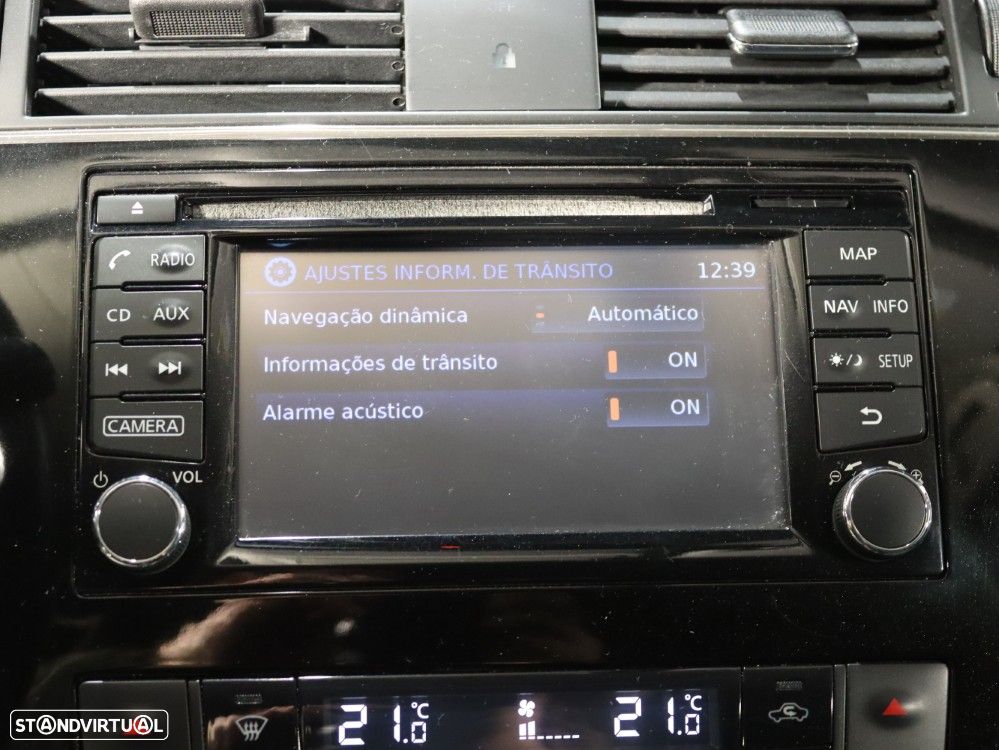 OFF
RADIO
CD AUX
CAMERA
VOL
AJUSTES INFORM. DE TRÂNSITO 12:39
Navegação dinâmica Automático
Informações de trânsito ON
Alarme acústico ON
MAP
NAV INFO
SETUP
21.0°C 21.0°C
STANDVIRTUAL